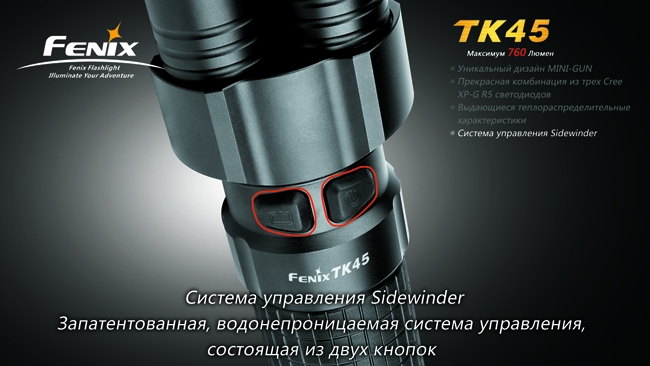 FENIX
Fenix Flashlight
Illuminate Your Adventure
TK45
Максимум 760 Люмен
Уникальный дизайн MINI-GUN
Прекрасная комбинация из трех Cree
XP-G R5 светодиодов
Выдающиеся теплораспределительные
характеристики
Система управления Sidewinder
FENIX TK45
Система управления Sidewinder
Запатентованная, водонепроницаемая система управления,
состоящая из двух кнопок